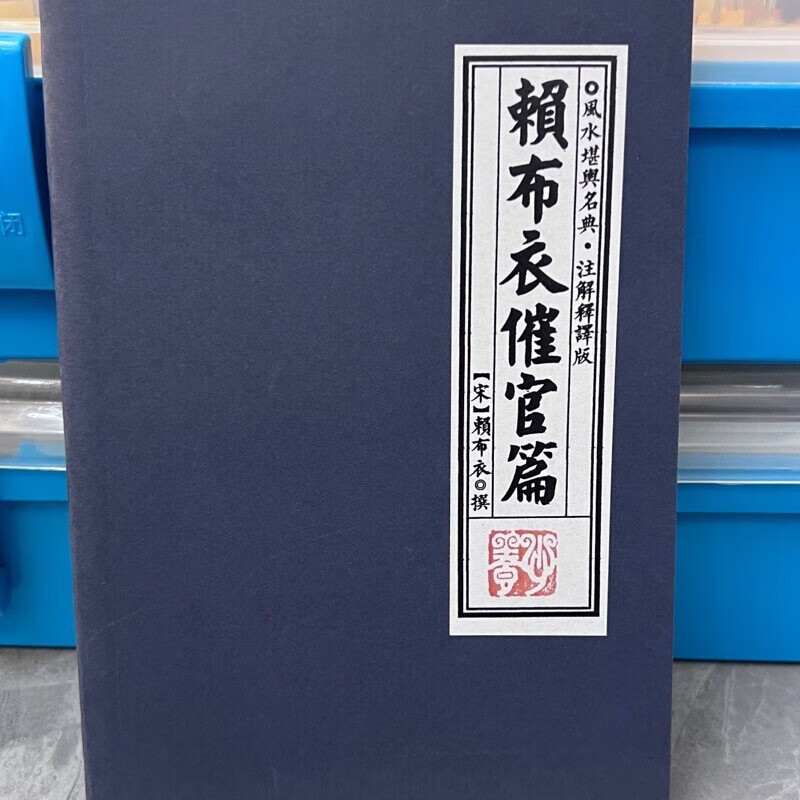 ◎風水堪輿名典·注解釋譯版
賴布衣催官篇
【宋】賴布衣◎撰
闭